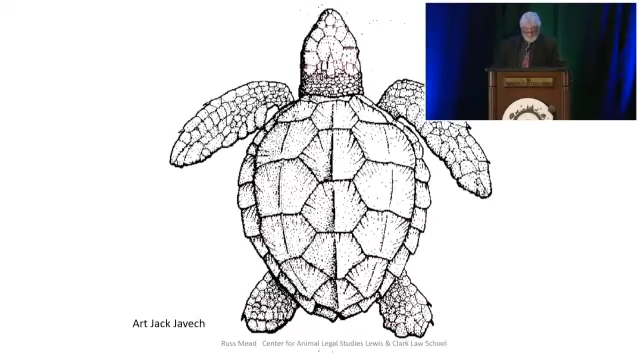 Art Jack Javech
Russ Mead Center for Animal Legal Studies Lewis & Clark Law School